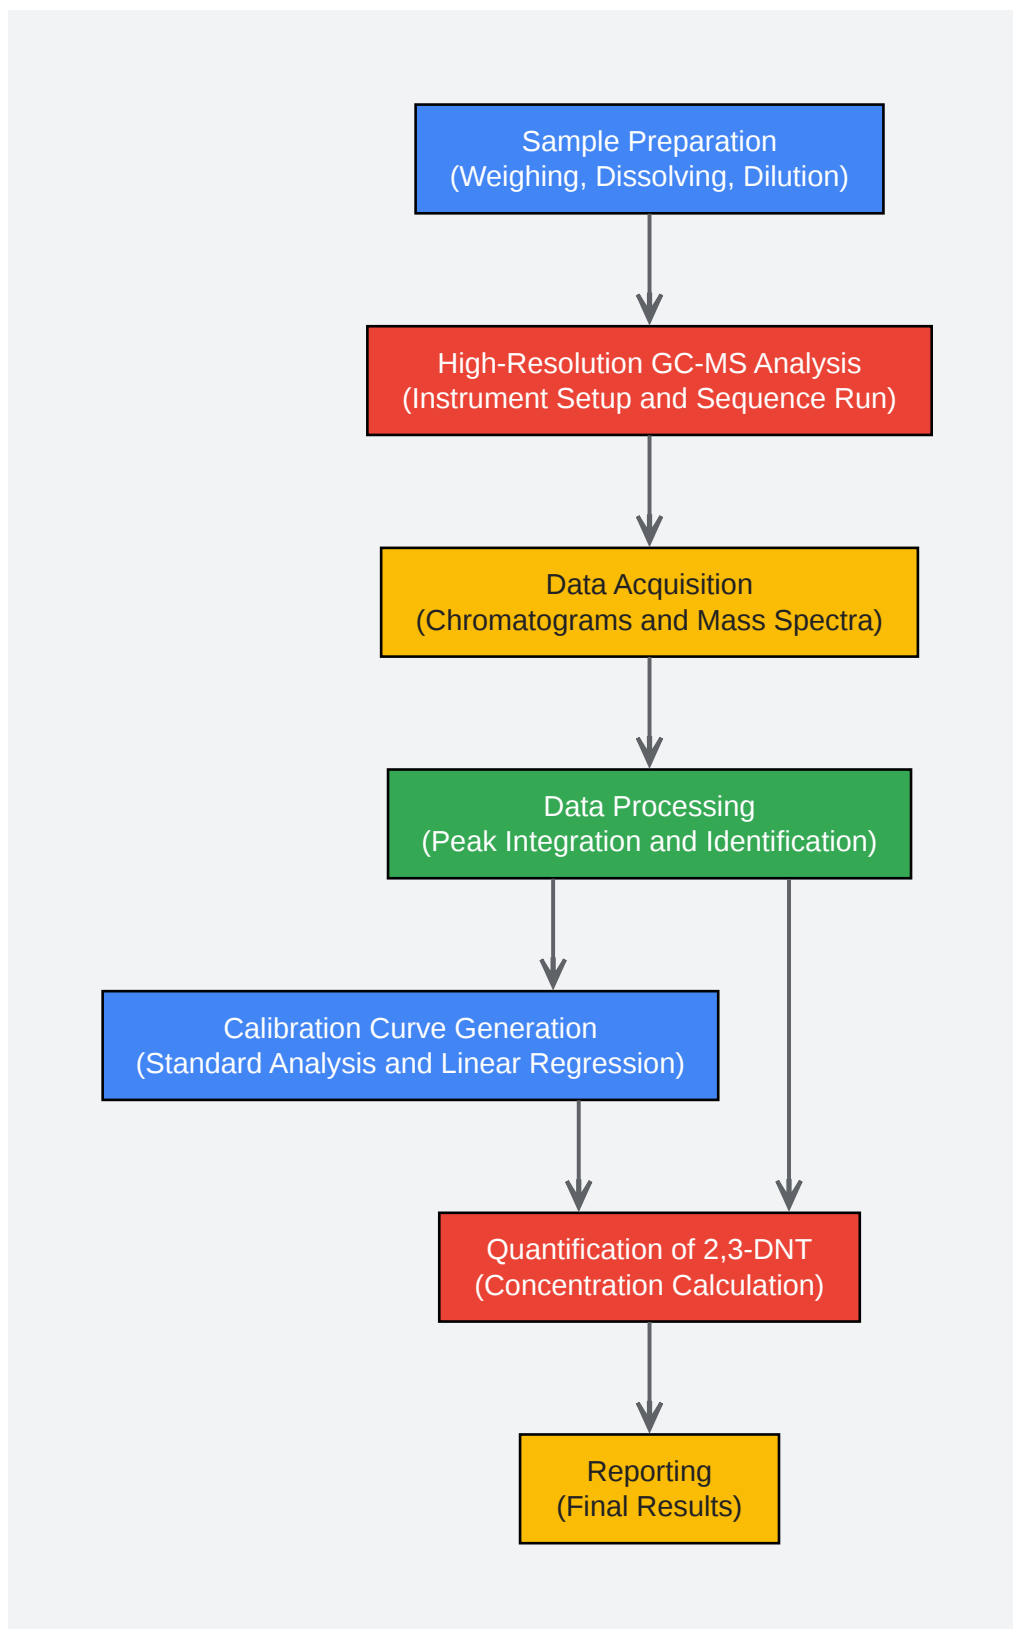 Sample Preparation
(Weighing, Dissolving, Dilution)
High-Resolution GC-MS Analysis
(Instrument Setup and Sequence Run)
Data Acquisition
(Chromatograms and Mass Spectra)
Data Processing
(Peak Integration and Identification)
Calibration Curve Generation
(Standard Analysis and Linear Regression)
Quantification of 2,3-DNT
(Concentration Calculation)
Reporting
(Final Results)